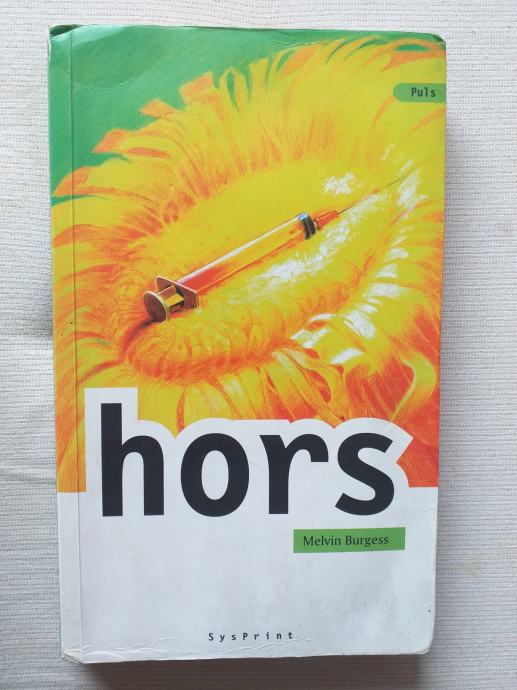 Puls
hors
Melvin Burgess
SysPrint